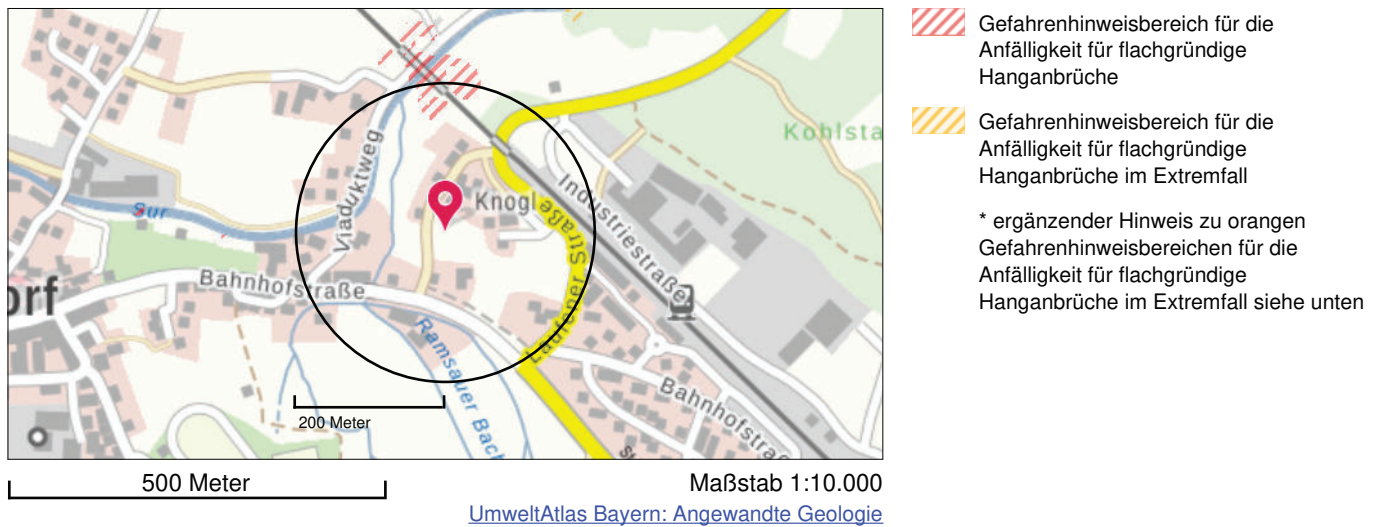 Gefahrenhinweisbereich für die
Anfälligkeit für flachgründige
Hanganbrüche
Gefahrenhinweisbereich für die
Anfälligkeit für flachgründige
Hanganbrüche im Extremfall
* ergänzender Hinweis zu orangen
Gefahrenhinweisbereichen für die
Anfälligkeit für flachgründige
Hanganbrüche im Extremfall siehe unten
Kohlsta
Viaduktweg
Knogl
Industriestraße
Sur
Laufener Straße
Bahnhofstraße
orf
Ramsauer Bach
Bahnhofstra
200 Meter
St
500 Meter
Maßstab 1:10.000
UmweltAtlas Bayern: Angewandte Geologie